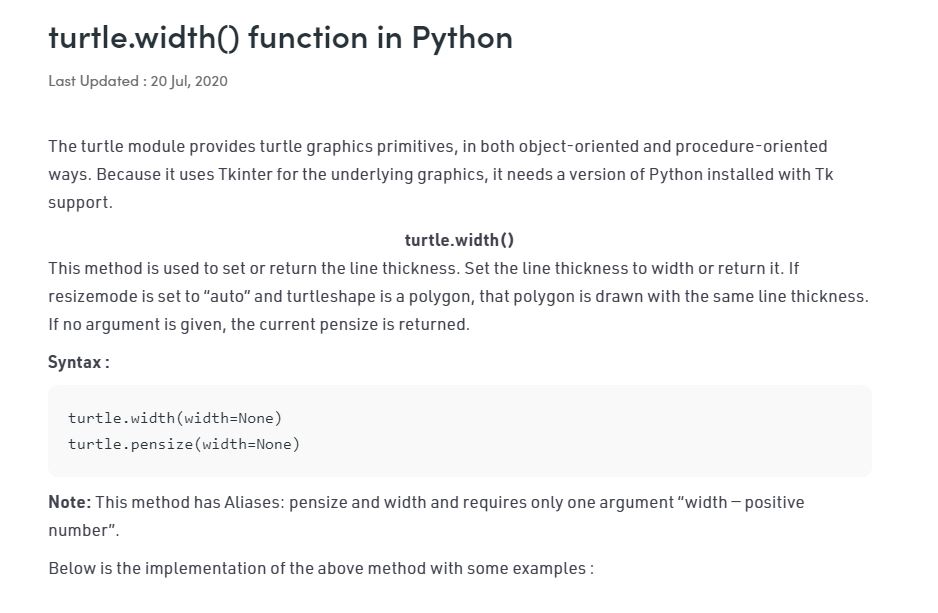 turtle.width() function in Python
Last Updated : 20 Jul, 2020
The turtle module provides turtle graphics primitives, in both object-oriented and procedure-oriented
ways. Because it uses Tkinter for the underlying graphics, it needs a version of Python installed with Tk
support.
turtle.width()
This method is used to set or return the line thickness. Set the line thickness to width or return it. If
resizemode is set to “auto” and turtleshape is a polygon, that polygon is drawn with the same line thickness.
If no argument is given, the current pensize is returned.
Syntax :
turtle.width(width=None)
turtle.pensize(width=None)
Note: This method has Aliases: pensize and width and requires only one argument “width — positive
number”.
Below is the implementation of the above method with some examples :